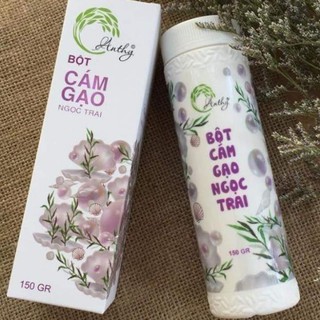 Anthy®
BỘT
CÁM
GẠO
NGỌC TRAI
150 GR
Anthy®
BỘT
CÁM
GẠO
NGỌC
TRAI
150 GR